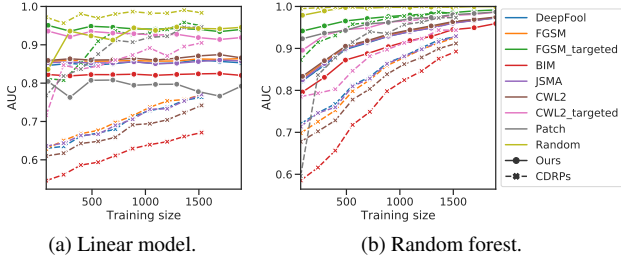 1.0
0.9
0.8
0.7
0.6
AUC
500
1000
1500
Training size
(a) Linear model.
1.0
0.9
0.8
0.7
0.6
AUC
500
1000
1500
Training size
(b) Random forest.
DeepFool
FGSM
FGSM_targeted
BIM
JSMA
CWL2
CWL2_targeted
Patch
Random
Ours
CDRPs